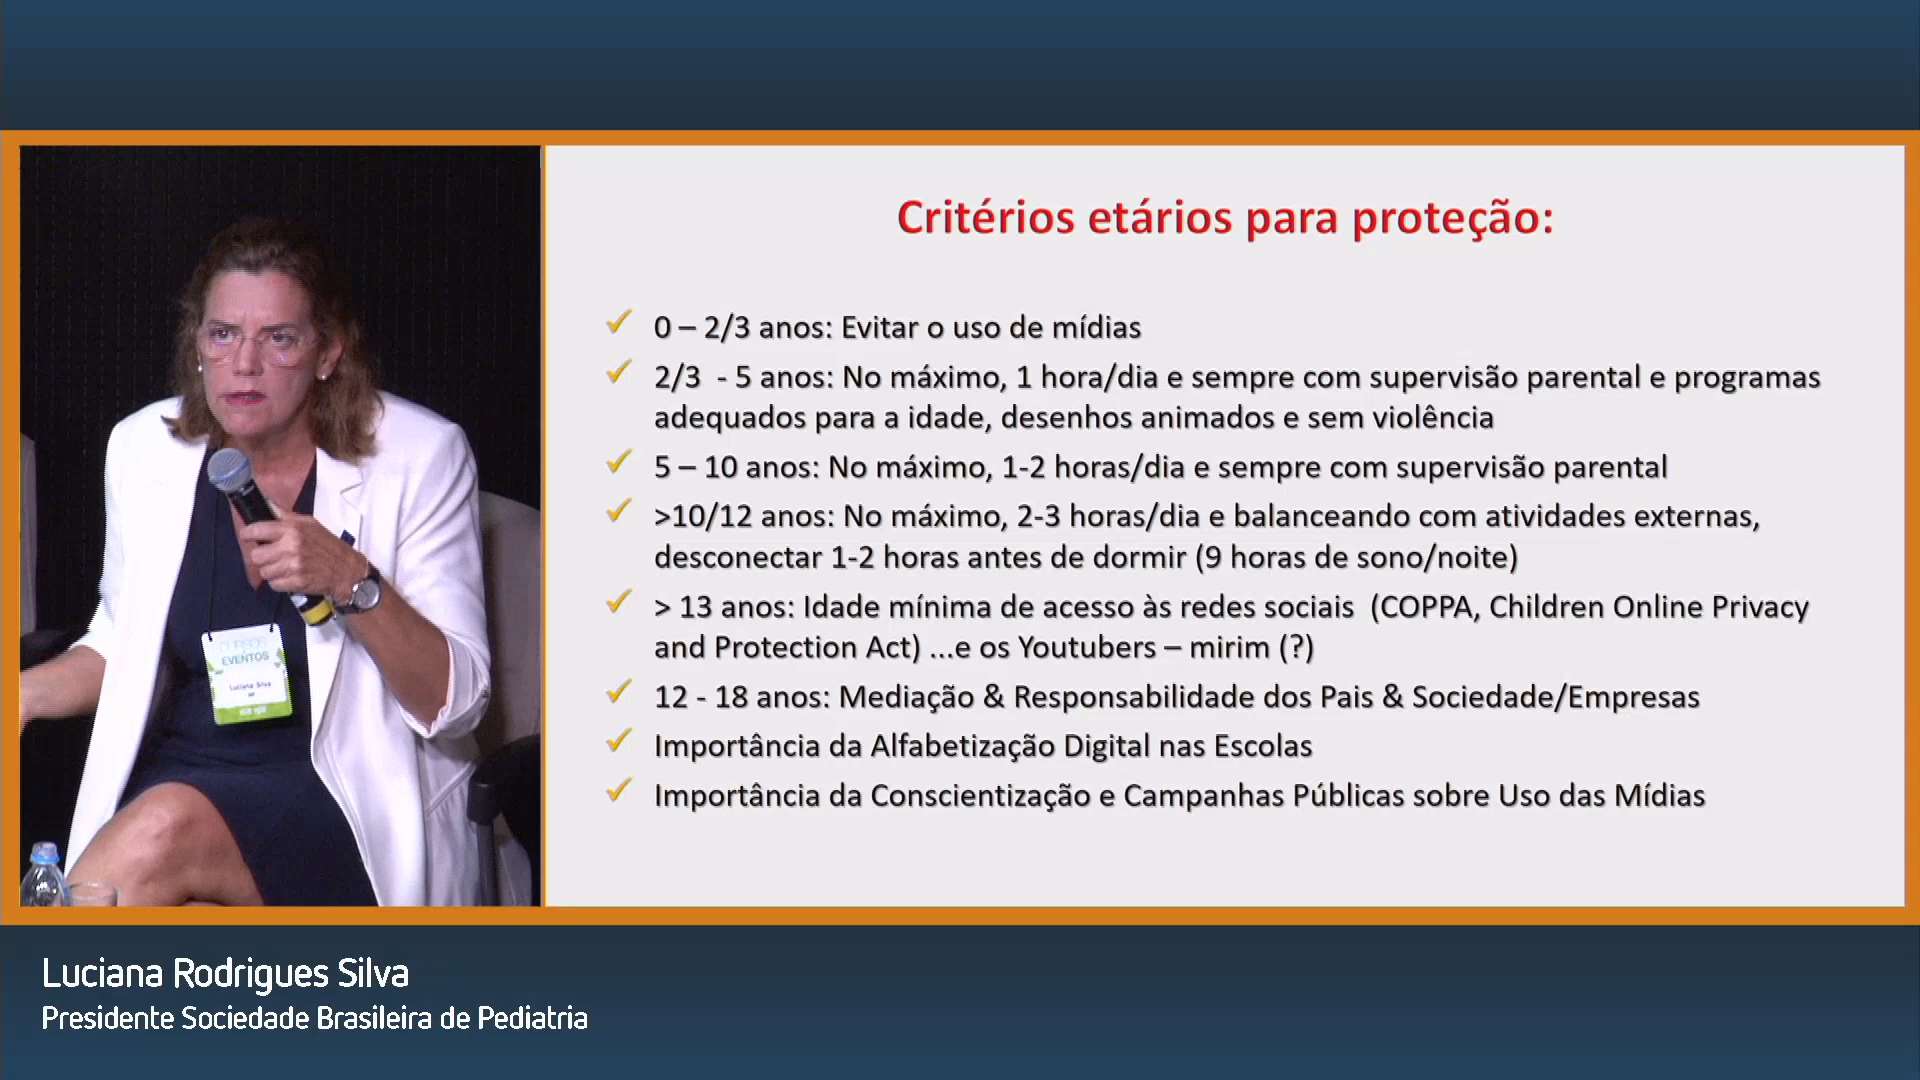 Critérios etários para proteção:
0 – 2/3 anos: Evitar o uso de mídias
2/3 - 5 anos: No máximo, 1 hora/dia e sempre com supervisão parental e programas
adequados para a idade, desenhos animados e sem violência
5 – 10 anos: No máximo, 1-2 horas/dia e sempre com supervisão parental
>10/12 anos: No máximo, 2-3 horas/dia e balanceando com atividades externas,
desconectar 1-2 horas antes de dormir (9 horas de sono/noite)
> 13 anos: Idade mínima de acesso às redes sociais (COPPA, Children Online Privacy
and Protection Act) ...e os Youtubers – mirim (?)
12 - 18 anos: Mediação & Responsabilidade dos Pais & Sociedade/Empresas
Importância da Alfabetização Digital nas Escolas
Importância da Conscientização e Campanhas Públicas sobre Uso das Mídias
CURSOS
EVENTOS
Luciana Silva
Luciana Rodrigues Silva
Presidente Sociedade Brasileira de Pediatria